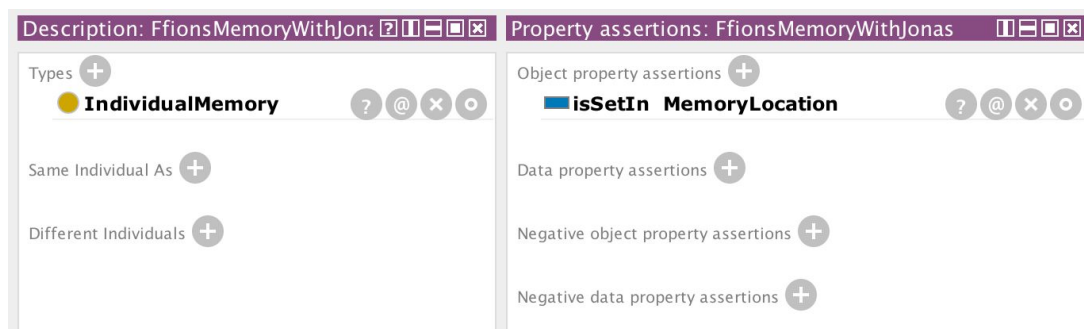 Description: FfionsMemoryWithJona
Types
IndividualMemory
Same Individual As
Different Individuals
Property assertions: FfionsMemoryWithJonas
Object property assertions
isSetIn MemoryLocation
Data property assertions
Negative object property assertions
Negative data property assertions